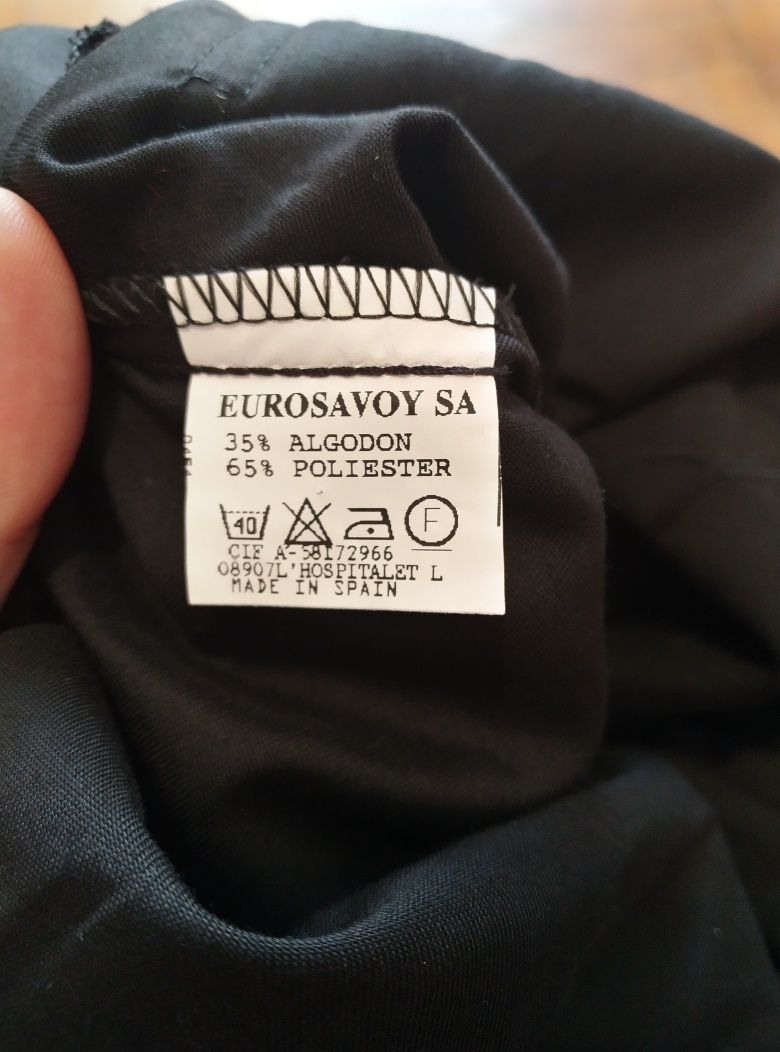 EUROSAVOY SA
35% ALGODON
65% POLIESTER
40 F
CIF A-58172966
08907L'HOSPITALET L
MADE IN SPAIN